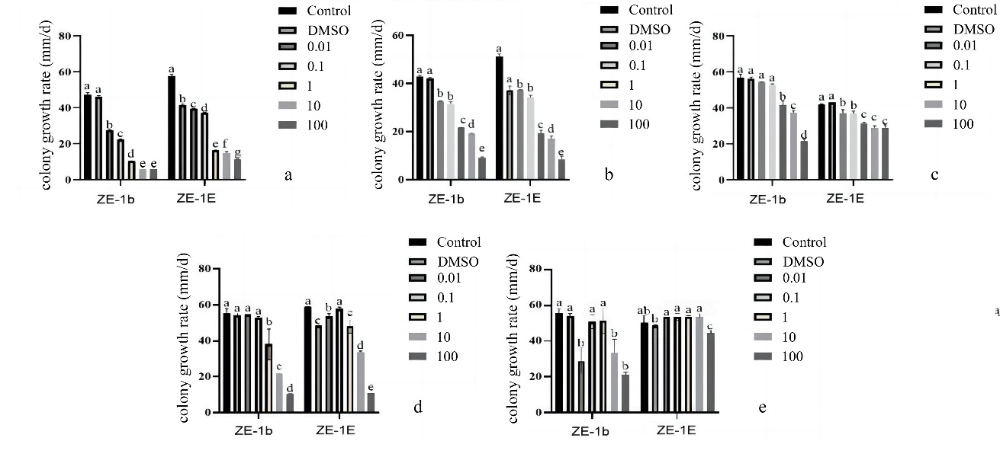 colony growth rate (mm/d)
80
60
40
20
0
a a b c d e e
a b c d e f g
ZE-1b ZE-1E
Control
DMSO
0.01
0.1
1
10
100
a
colony growth rate (mm/d)
60
40
20
0
a a b b c d e
a a b b c d e
ZE-1b ZE-1E
Control
DMSO
0.01
0.1
1
10
100
b
colony growth rate (mm/d)
80
60
40
20
0
a a a a b c d
a a b b c c c
ZE-1b ZE-1E
Control
DMSO
0.01
0.1
1
10
100
c
colony growth rate (mm/d)
80
60
40
20
0
a a a a b c d
a c b a c d e
ZE-1b ZE-1E
Control
DMSO
0.01
0.1
1
10
100
d
colony growth rate (mm/d)
80
60
40
20
0
a a b a a b b
ab b a a a a c
ZE-1b ZE-1E
Control
DMSO
0.01
0.1
1
10
100
e